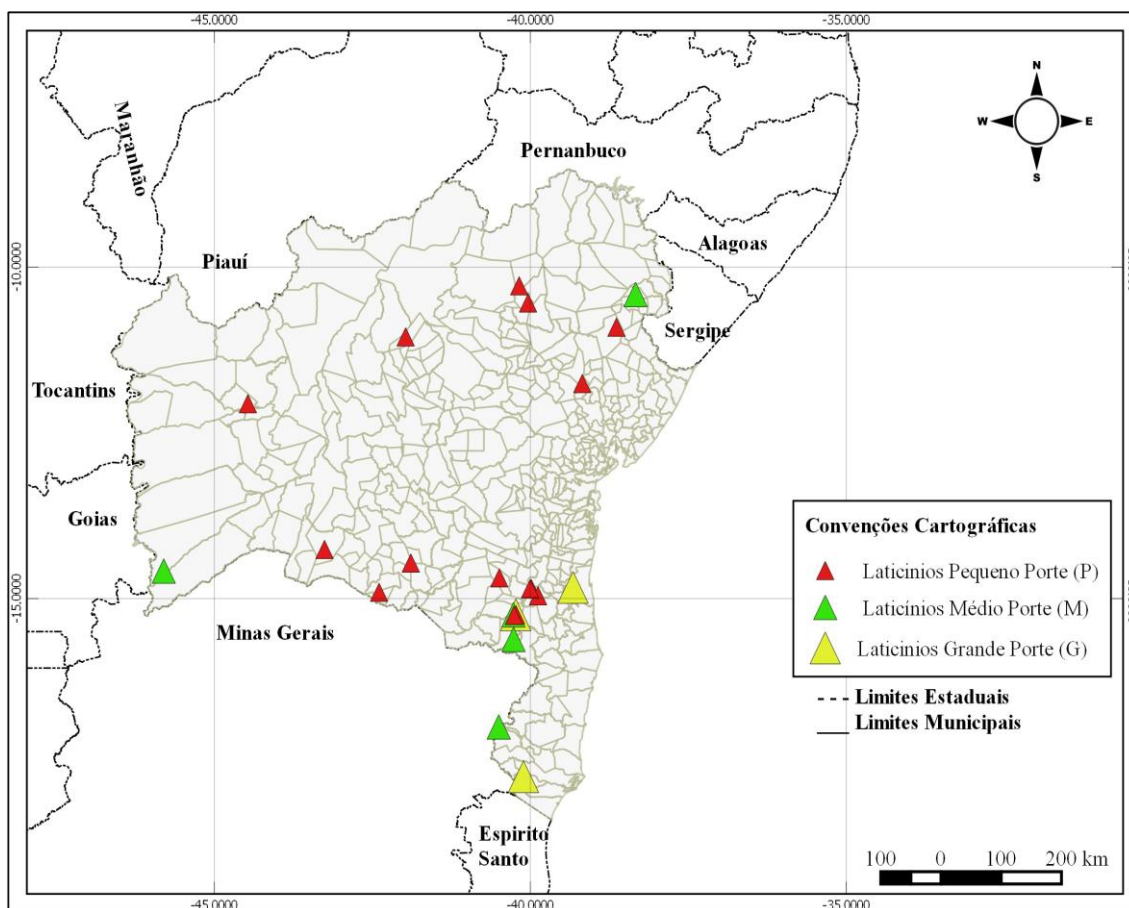 -45.0000
-40.0000
-35.0000
N
W
E
S
Maranhão
Pernanbuco
Alagoas
Piauí
-10.0000
Sergipe
Tocantins
Goias
Convenções Cartográficas
Laticinios Pequeno Porte (P)
Laticínios Médio Porte (M)
Laticinios Grande Porte (G)
-15.0000
Minas Gerais
Limites Estaduais
Limites Municipais
Espirito
Santo
100 0 100 200 km
-45.0000
-40.0000
-35.0000